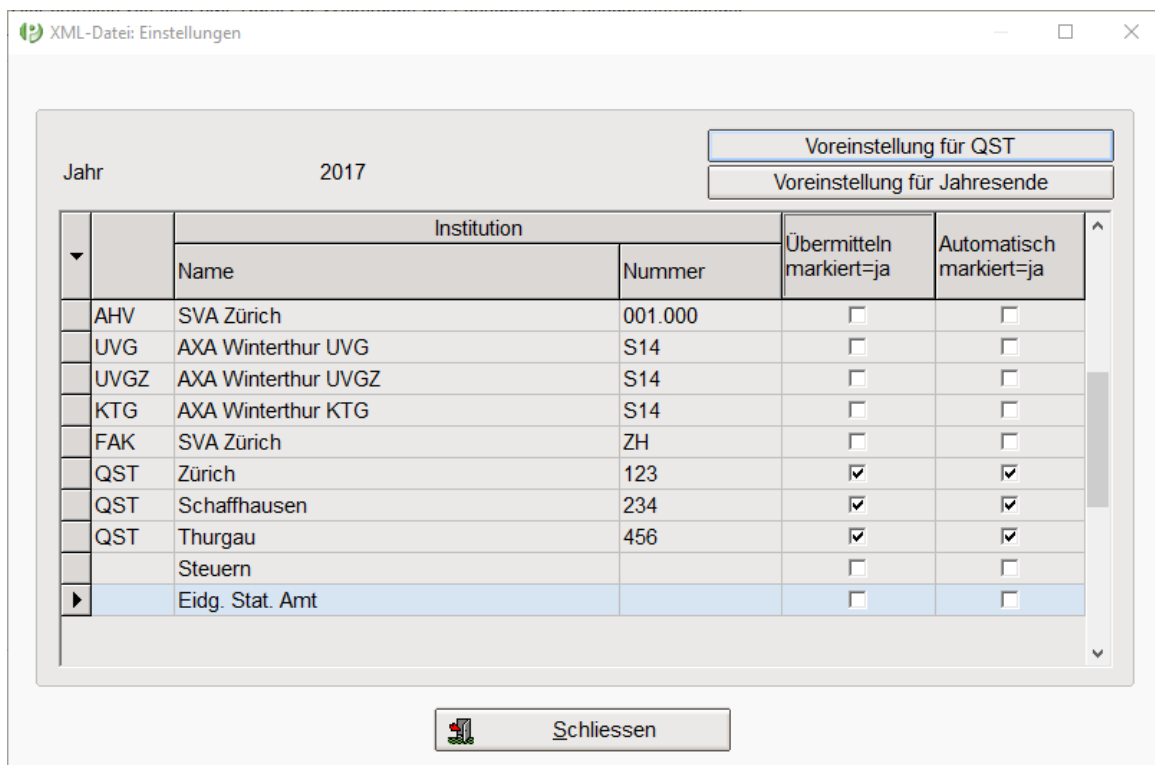 XML-Datei: Einstellungen
Voreinstellung für QST
Jahr 2017
Voreinstellung für Jahresende
Institution
Name Nummer Übermitteln markiert=ja Automatisch markiert=ja
AHV SVA Zürich 001.000
UVG AXA Winterthur UVG S14
UVGZ AXA Winterthur UVGZ S14
KTG AXA Winterthur KTG S14
FAK SVA Zürich ZH
QST Zürich 123
QST Schaffhausen 234
QST Thurgau 456
Steuern
Eidg. Stat. Amt
Schliessen